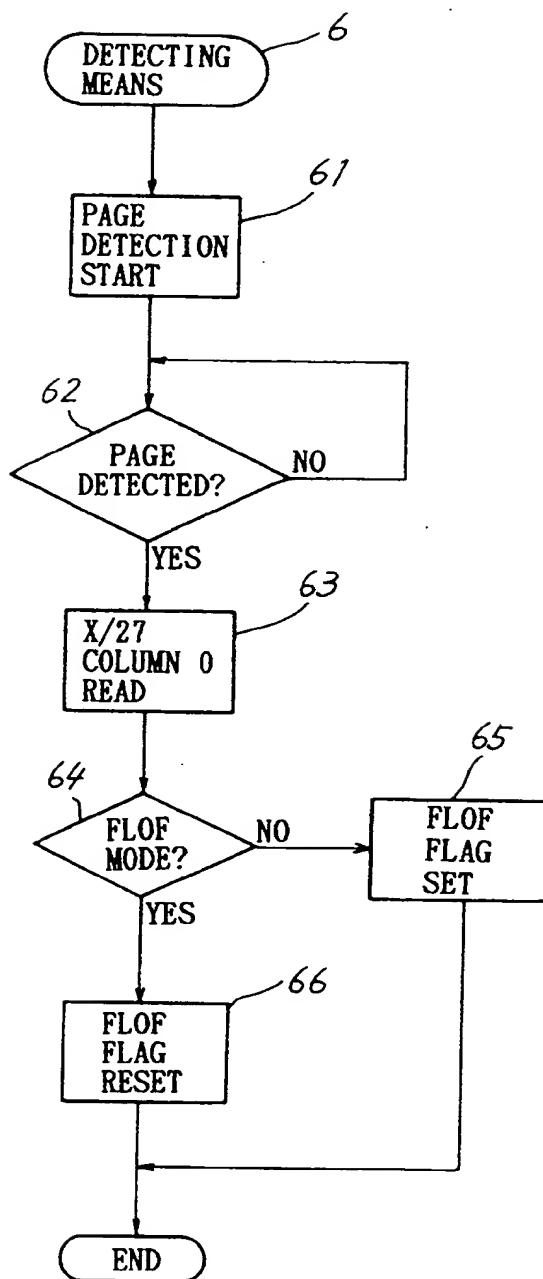 6
DETECTING
MEANS
61
PAGE
DETECTION
START
62
PAGE
DETECTED?
NO
YES
63
X/27
COLUMN 0
READ
64
FLOF
MODE?
NO
65
FLOF
FLAG
SET
YES
66
FLOF
FLAG
RESET
END